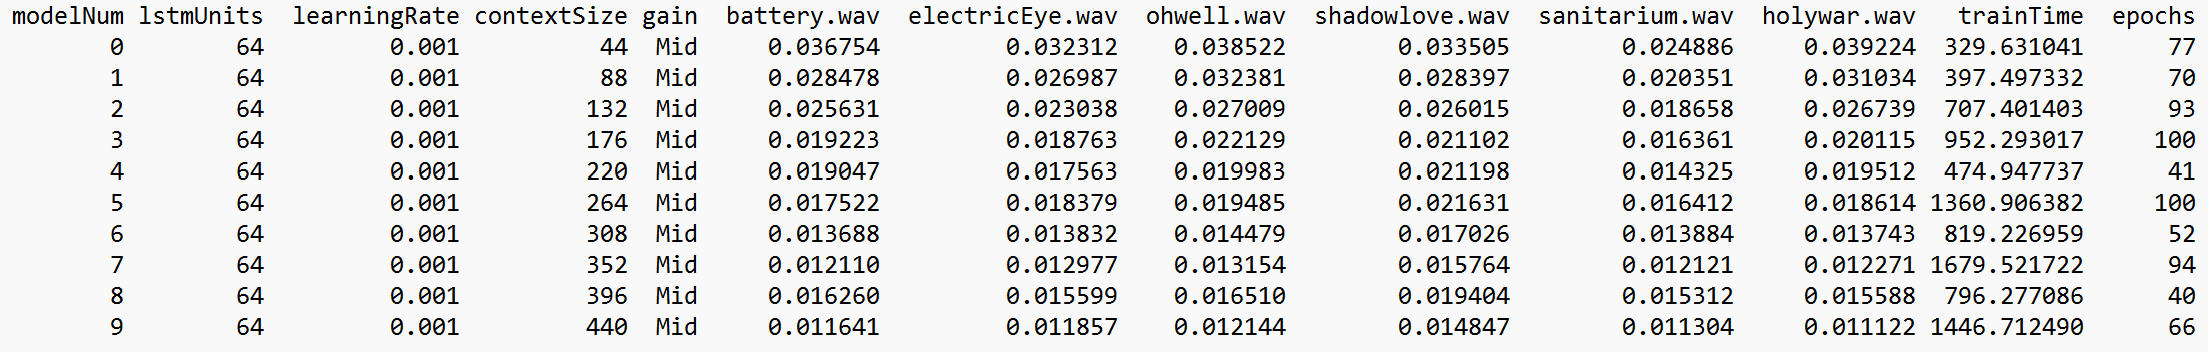 modelNum lstmUnits learningRate contextSize gain battery.wav electricEye.wav ohwell.wav shadowlove.wav sanitarium.wav holywar.wav trainTime epochs
0 64 0.001 44 Mid 0.036754 0.032312 0.038522 0.033505 0.024886 0.039224 329.631041 77
1 64 0.001 88 Mid 0.028478 0.026987 0.032381 0.028397 0.020351 0.031034 397.497332 70
2 64 0.001 132 Mid 0.025631 0.023038 0.027009 0.026015 0.018658 0.026739 707.401403 93
3 64 0.001 176 Mid 0.019223 0.018763 0.022129 0.021102 0.016361 0.020115 952.293017 100
4 64 0.001 220 Mid 0.019047 0.017563 0.019983 0.021198 0.014325 0.019512 474.947737 41
5 64 0.001 264 Mid 0.017522 0.018379 0.019485 0.021631 0.016412 0.018614 1360.906382 100
6 64 0.001 308 Mid 0.013688 0.013832 0.014479 0.017026 0.013884 0.013743 819.226959 52
7 64 0.001 352 Mid 0.012110 0.012977 0.013154 0.015764 0.012121 0.012271 1679.521722 94
8 64 0.001 396 Mid 0.016260 0.015599 0.016510 0.019404 0.015312 0.015588 796.277086 40
9 64 0.001 440 Mid 0.011641 0.011857 0.012144 0.014847 0.011304 0.011122 1446.712490 66